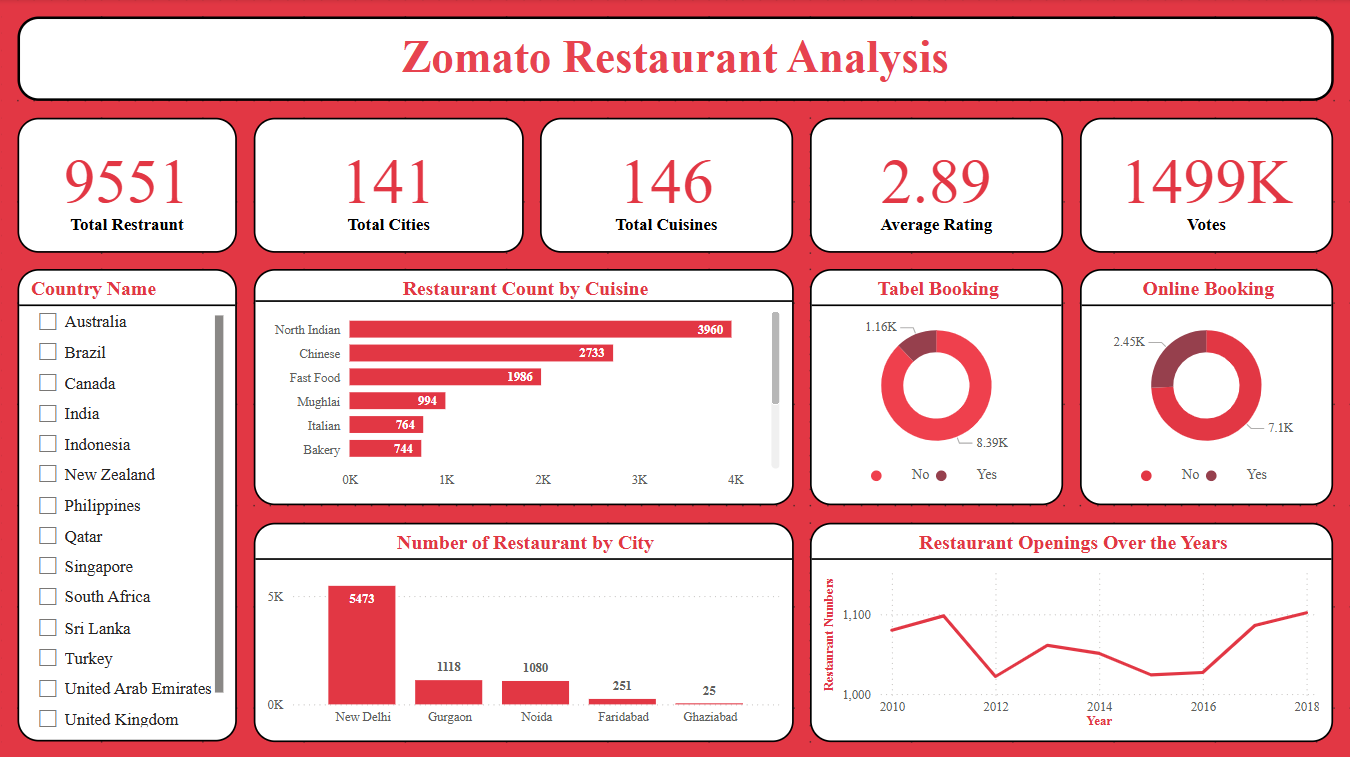 Zomato Restaurant Analysis
9551
Total Restraunt
141
Total Cities
146
Total Cuisines
2.89
Average Rating
1499K
Votes
Country Name
Australia
Brazil
Canada
India
Indonesia
New Zealand
Philippines
Qatar
Singapore
South Africa
Sri Lanka
Turkey
United Arab Emirates
United Kingdom
Restaurant Count by Cuisine
North Indian 3960
Chinese 2733
Fast Food 1986
Mughlai 994
Italian 764
Bakery 744
0K 1K 2K 3K 4K
Tabel Booking
1.16K
8.39K
No Yes
Online Booking
2.45K
7.1K
No Yes
Number of Restaurant by City
5K
0K
5473 1118 1080 251 25
New Delhi Gurgaon Noida Faridabad Ghaziabad
Restaurant Openings Over the Years
Restaurant Numbers
1,100
1,000
2010 2012 2014 2016 2018
Year